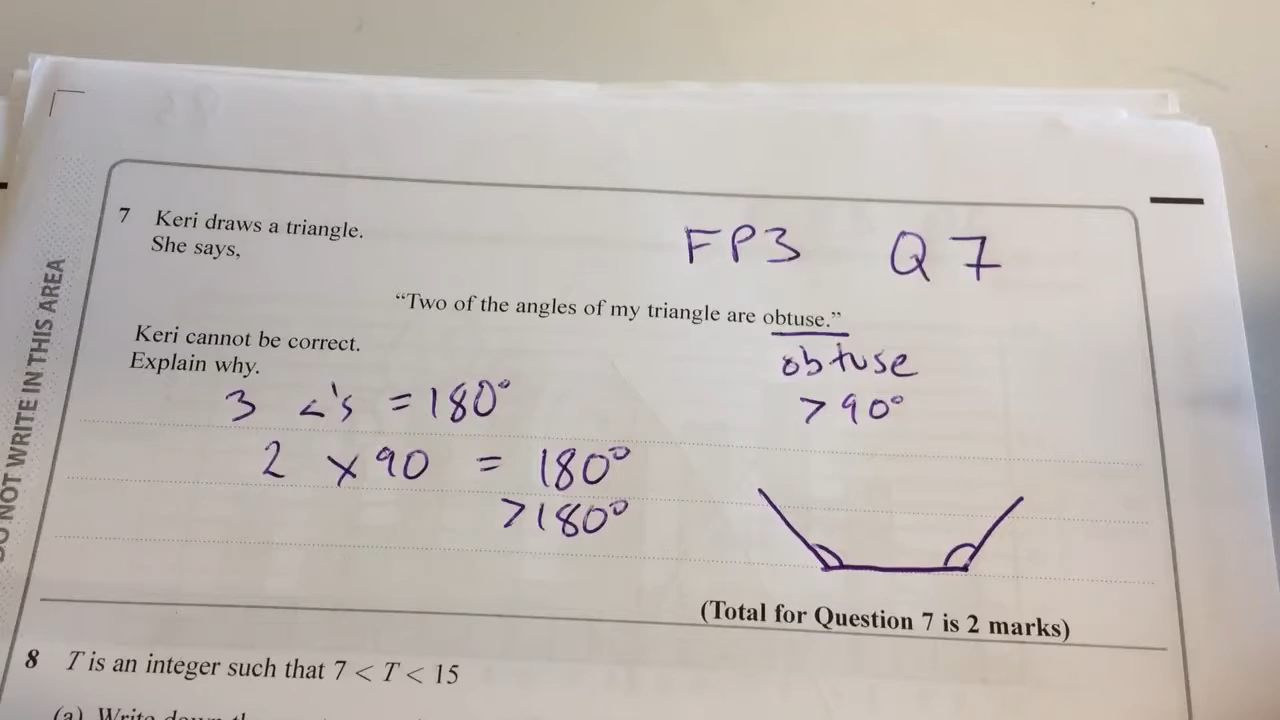 DO NOT WRITE IN THIS AREA
7 Keri draws a triangle.
She says,
FP3 Q7
“Two of the angles of my triangle are obtuse.”
Keri cannot be correct.
Explain why.
obtuse
>90°
3 <'s = 180°
2 x 90 = 180°
>180°
(Total for Question 7 is 2 marks)
8 T is an integer such that 7 < T < 15
(a) Write down